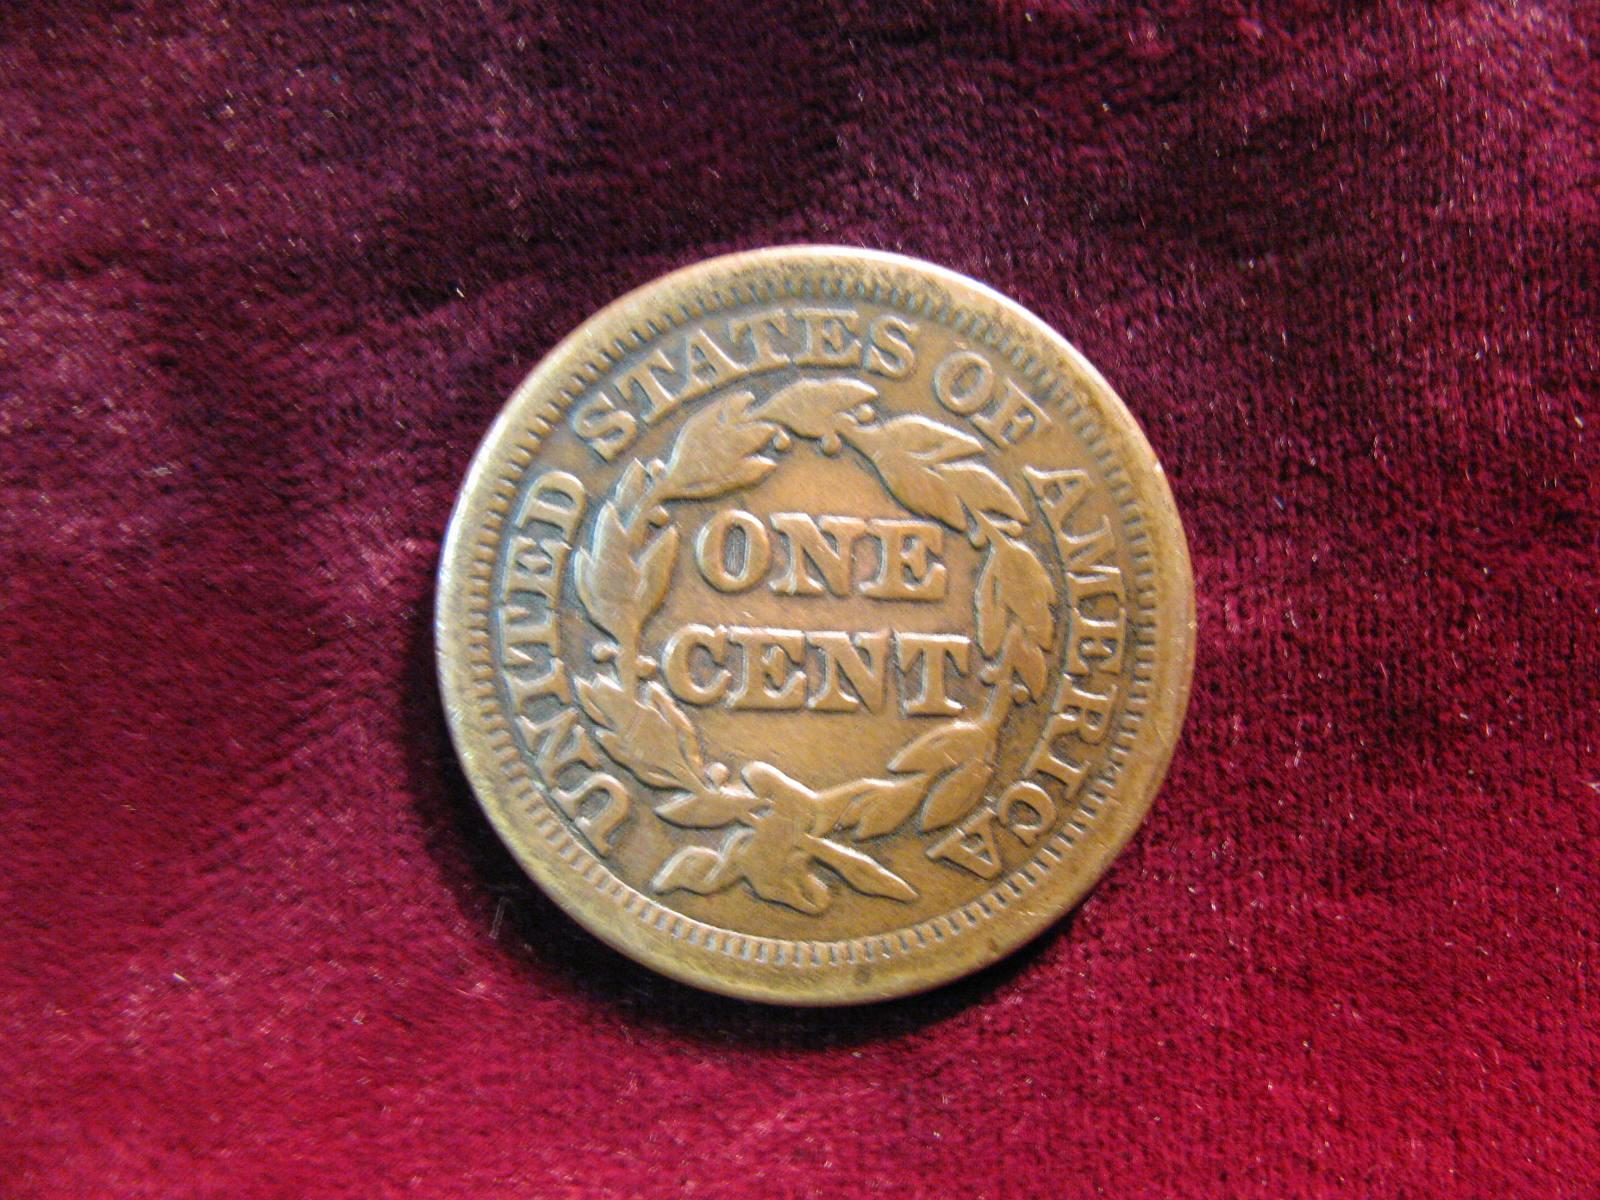 UNITED STATES OF AMERICA
ONE
CENT